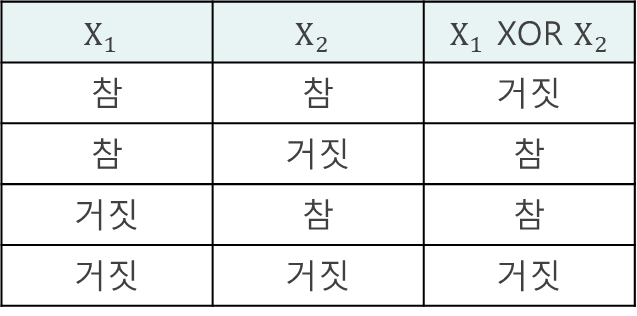 X₁ X₂ X₁ XOR X₂
참 참 거짓
참 거짓 참
거짓 참 참
거짓 거짓 거짓